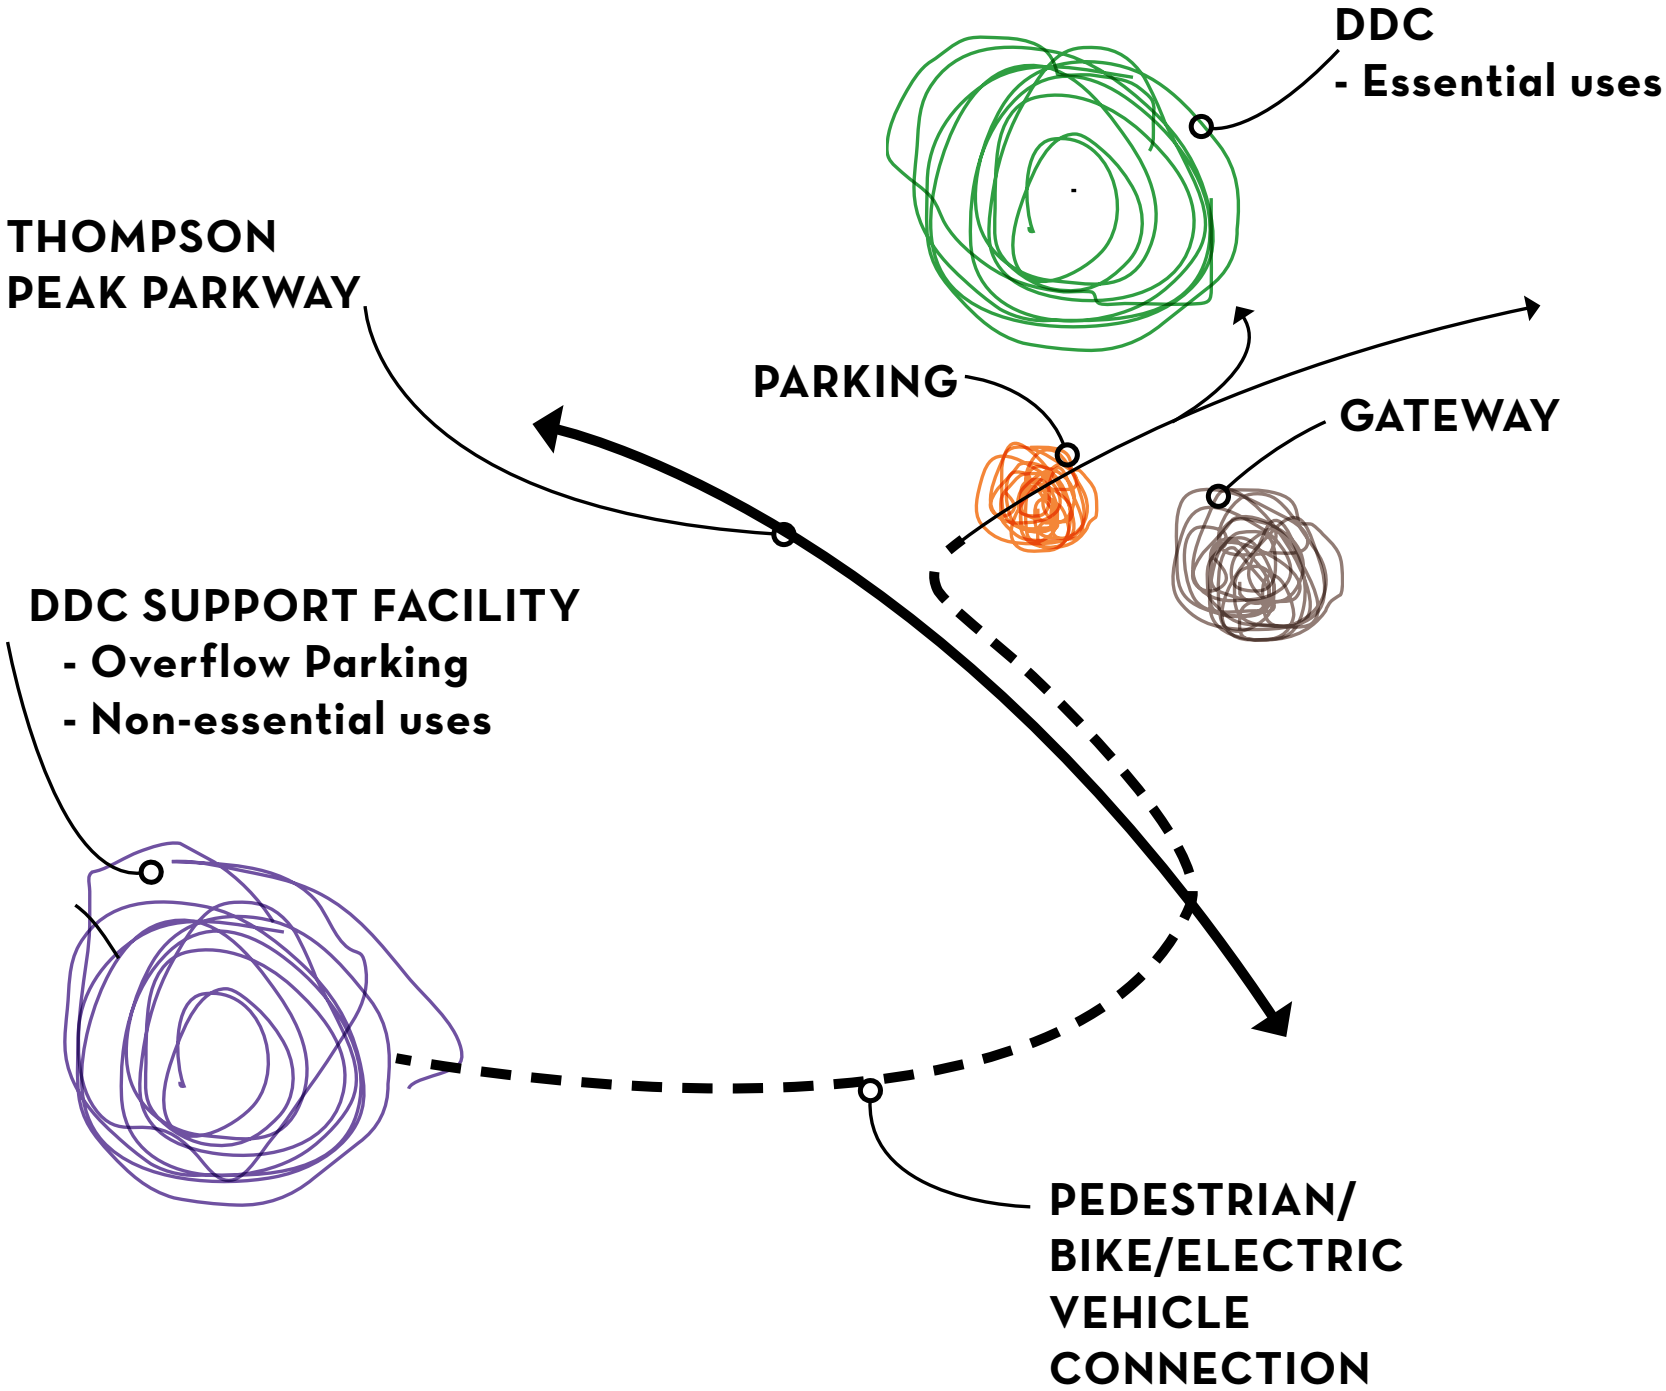 DDC
- Essential uses
THOMPSON
PEAK PARKWAY
PARKING
GATEWAY
DDC SUPPORT FACILITY
- Overflow Parking
- Non-essential uses
PEDESTRIAN/
BIKE/ELECTRIC
VEHICLE
CONNECTION